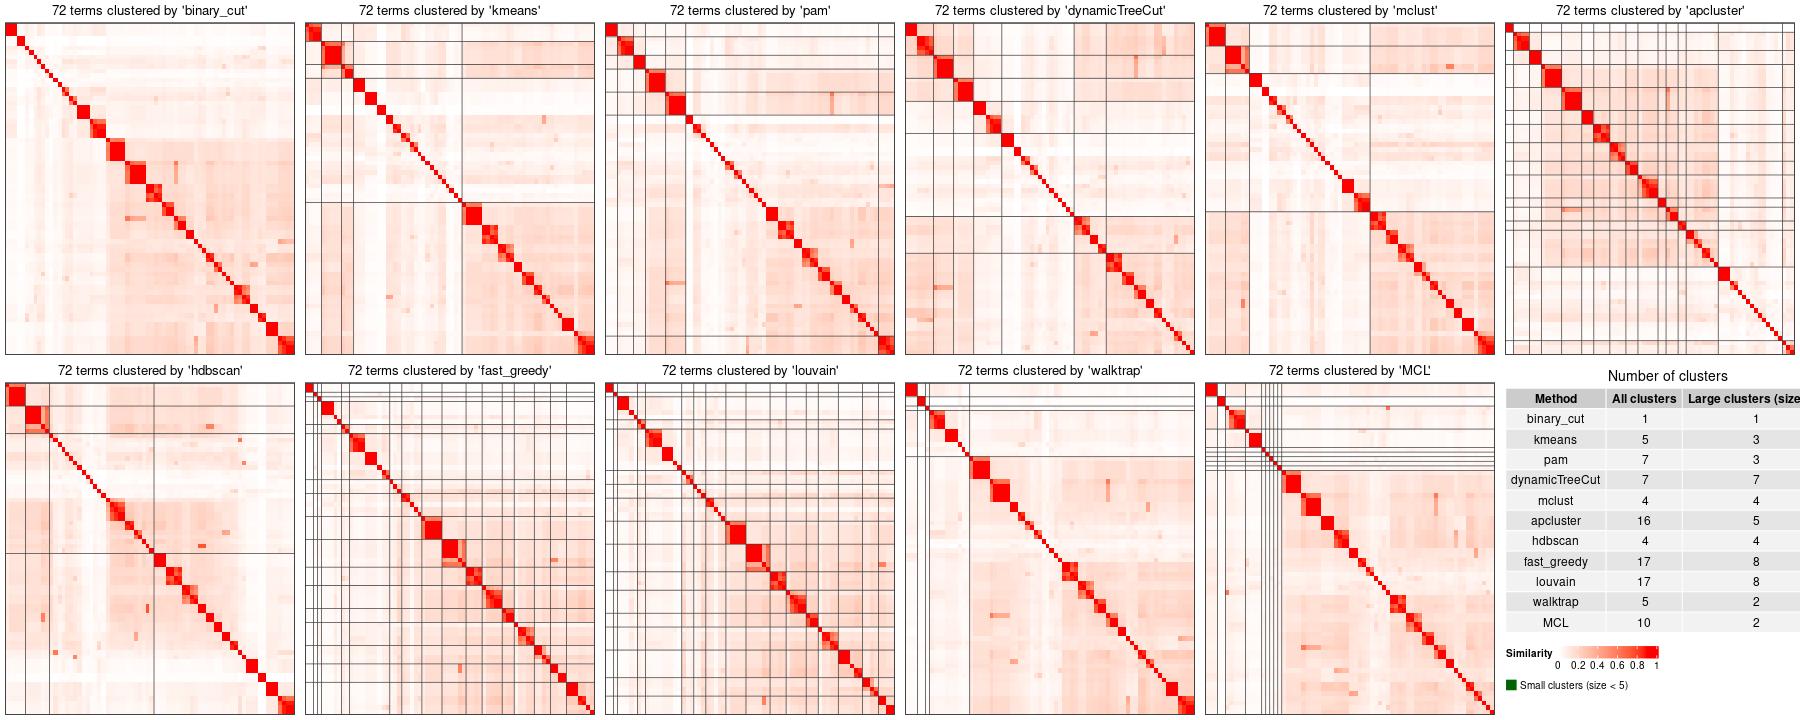 72 terms clustered by 'binary_cut'
72 terms clustered by 'kmeans'
72 terms clustered by 'pam'
72 terms clustered by 'dynamicTreeCut'
72 terms clustered by 'mclust'
72 terms clustered by 'apcluster'
72 terms clustered by 'hdbscan'
72 terms clustered by 'fast_greedy'
72 terms clustered by 'louvain'
72 terms clustered by 'walktrap'
72 terms clustered by 'MCL'
Number of clusters
Method All clusters Large clusters (size
binary_cut 1 1
kmeans 5 3
pam 7 3
dynamicTreeCut 7 7
mclust 4 4
apcluster 16 5
hdbscan 4 4
fast_greedy 17 8
louvain 17 8
walktrap 5 2
MCL 10 2
Similarity
0 0.2 0.4 0.6 0.8 1
Small clusters (size < 5)